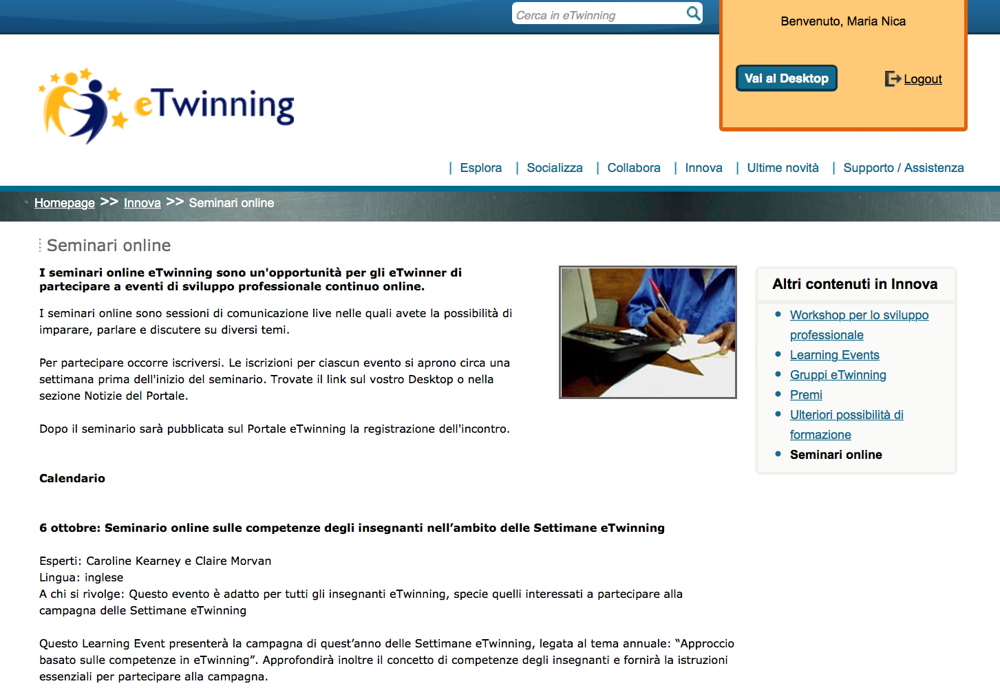 Cerca in eTwinning
Benvenuto, Maria Nica
Vai al Desktop
Logout
eTwinning
Esplora
Socializza
Collabora
Innova
Ultime novità
Supporto / Assistenza
Homepage >> Innova >> Seminari online
Seminari online
I seminari online eTwinning sono un'opportunità per gli eTwinner di
partecipare a eventi di sviluppo professionale continuo online.
I seminari online sono sessioni di comunicazione live nelle quali avete la possibilità di
imparare, parlare e discutere su diversi temi.
Per partecipare occorre iscriversi. Le iscrizioni per ciascun evento si aprono circa una
settimana prima dell'inizio del seminario. Trovate il link sul vostro Desktop o nella
sezione Notizie del Portale.
Dopo il seminario sarà pubblicata sul Portale eTwinning la registrazione dell'incontro.
Calendario
6 ottobre: Seminario online sulle competenze degli insegnanti nell’ambito delle Settimane eTwinning
Esperti: Caroline Kearney e Claire Morvan
Lingua: inglese
A chi si rivolge: Questo evento è adatto per tutti gli insegnanti eTwinning, specie quelli interessati a partecipare alla
campagna delle Settimane eTwinning
Questo Learning Event presenterà la campagna di quest’anno delle Settimane eTwinning, legata al tema annuale: “Approccio
basato sulle competenze in eTwinning”. Approfondirà inoltre il concetto di competenze degli insegnanti e fornirà la istruzioni
essenziali per partecipare alla campagna.
Altri contenuti in Innova
Workshop per lo sviluppo
professionale
Learning Events
Gruppi eTwinning
Premi
Ulteriori possibilità di
formazione
Seminari online